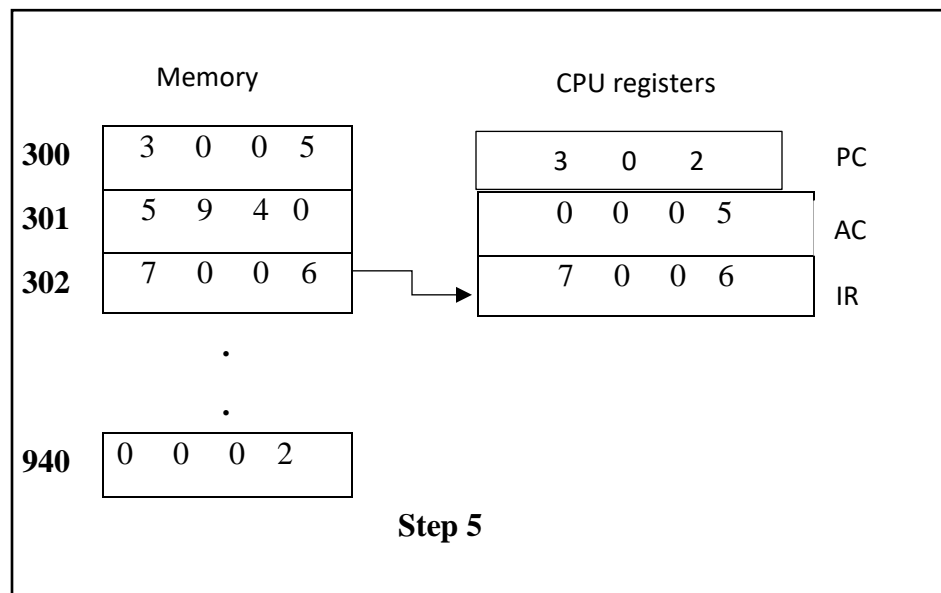 Memory CPU registers
300 3 0 0 5 3 0 2 PC
301 5 9 4 0 0 0 0 5 AC
302 7 0 0 6 7 0 0 6 IR
.
.
940 0 0 0 2
Step 5